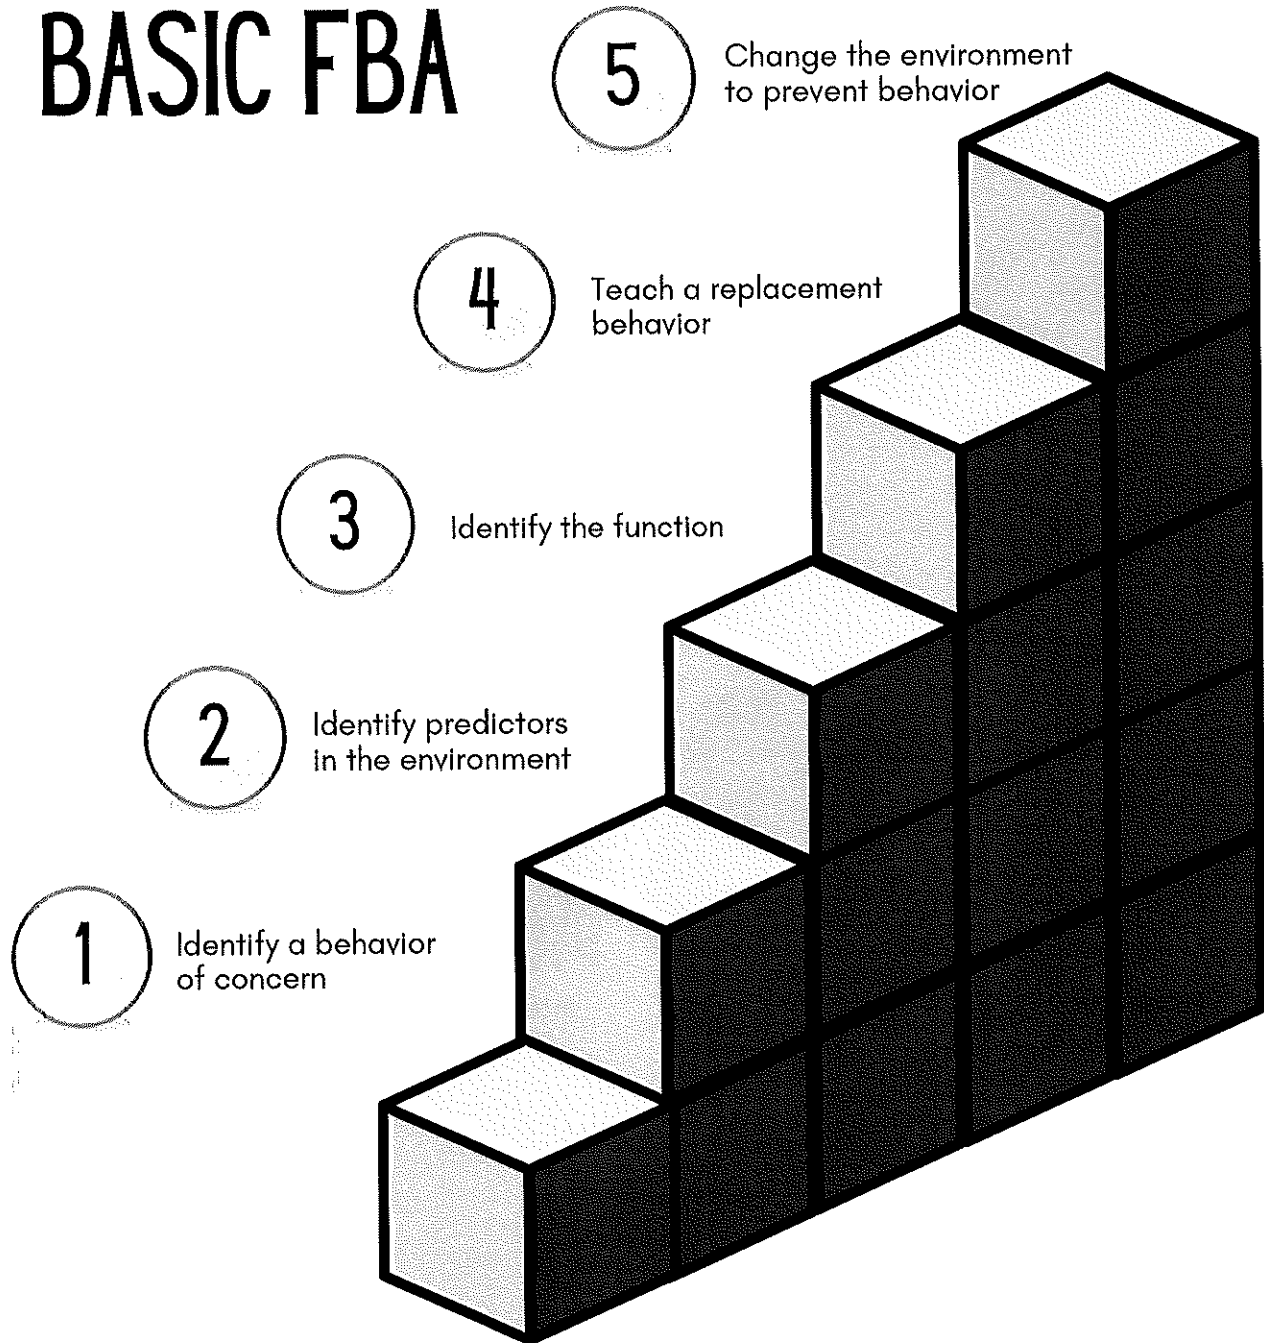 BASIC FBA
5
Change the environment
to prevent behavior
4
Teach a replacement
behavior
3
Identify the function
2
Identify predictors
in the environment
1
Identify a behavior
of concern